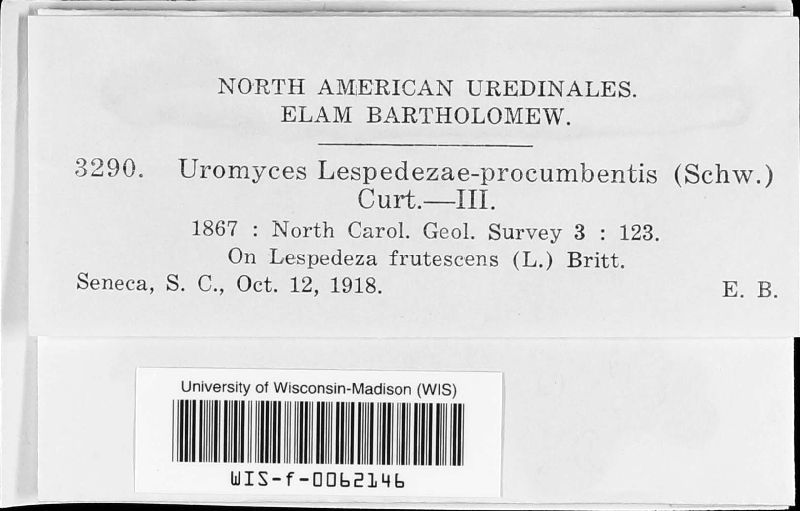 NORTH AMERICAN UREDINALES.
ELAM BARTHOLOMEW.
3290. Uromyces Lespedezae-procumbentis (Schw.)
Curt.—III.
1867 : North Carol. Geol. Survey 3 : 123.
On Lespedeza frutescens (L.) Britt.
Seneca, S. C., Oct. 12, 1918. E. B.
University of Wisconsin-Madison (WIS)
WIS-f-0062146